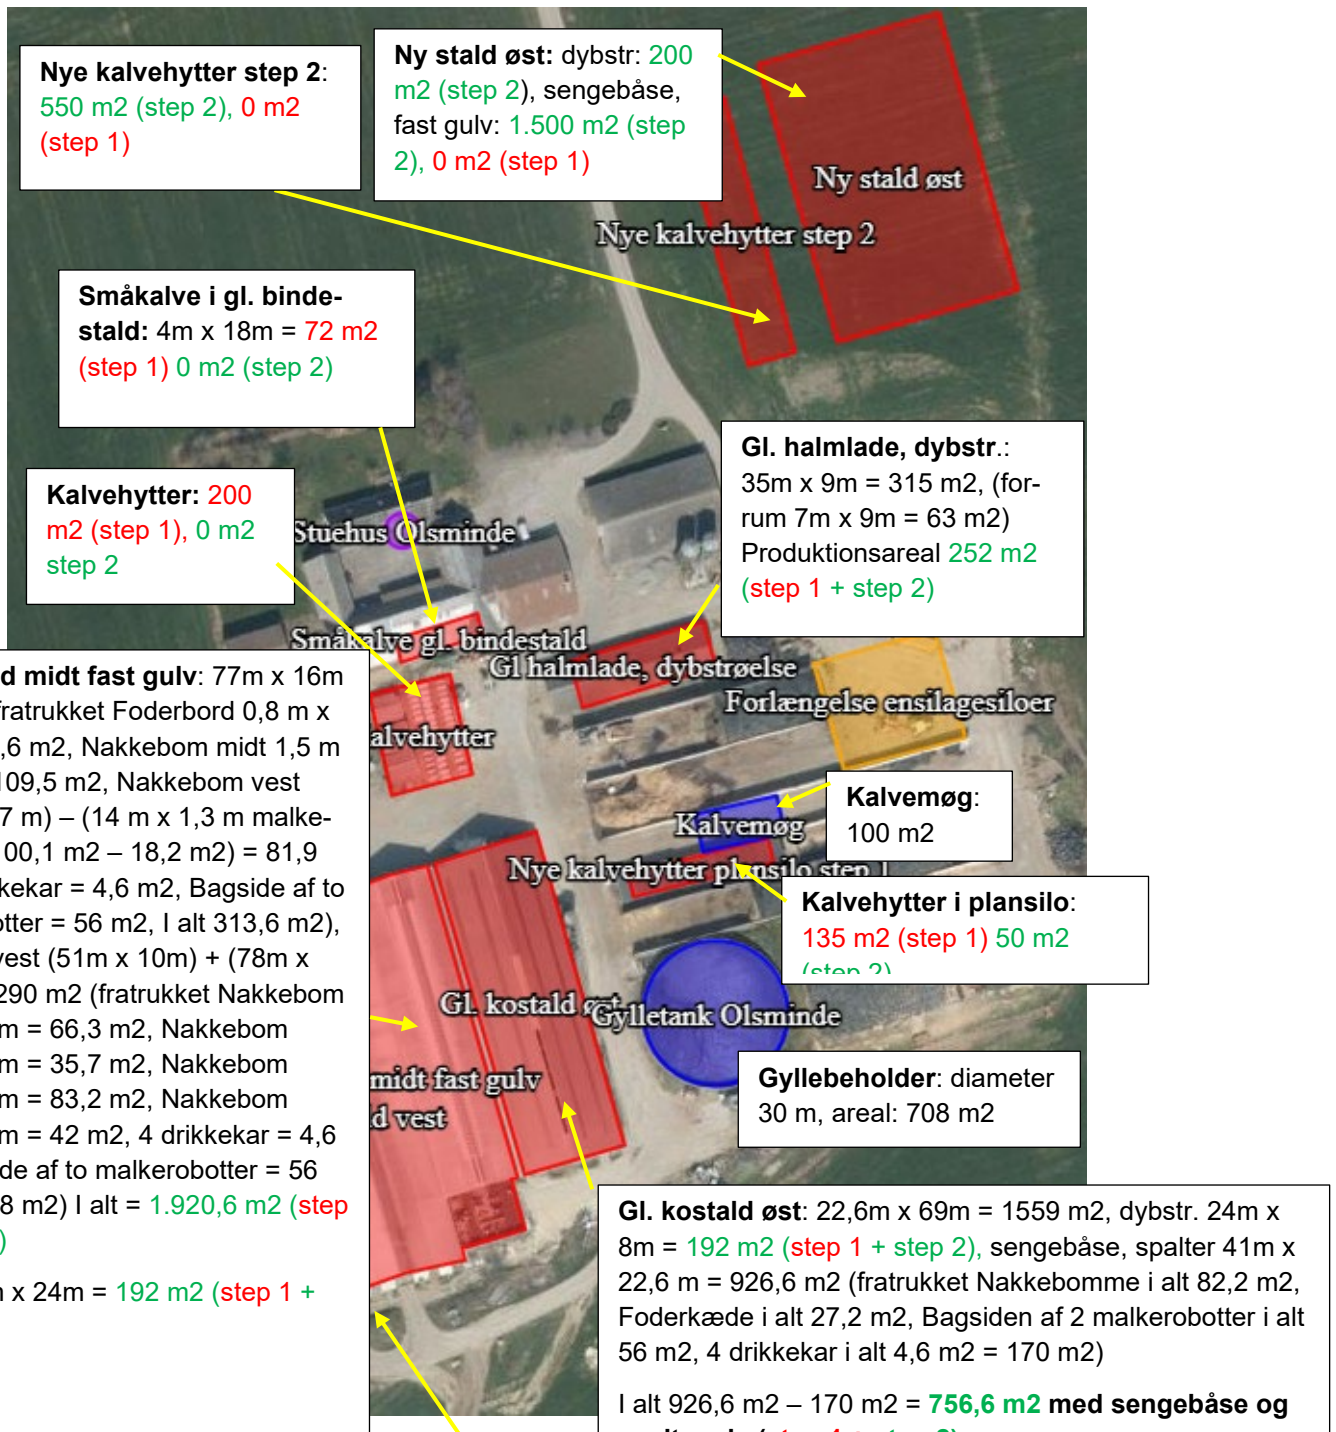 Nye kalvehytter step 2:
550 m2 (step 2), 0 m2
(step 1)
Ny stald øst: dybstr: 200
m2 (step 2), sengebåse,
fast gulv: 1.500 m2 (step
2), 0 m2 (step 1)
Ny stald øst
Nye kalvehytter step 2
Småkalve i gl. binde-
stald: 4m x 18m = 72 m2
(step 1) 0 m2 (step 2)
Gl. halmlade, dybstr.:
35m x 9m = 315 m2, (for-
rum 7m x 9m = 63 m2)
Produktionsareal 252 m2
(step 1 + step 2)
Kalvehytter: 200
m2 (step 1), 0 m2
step 2
Stuehus Olsminde
Småkalve gl. bindestald
Gl halmlade, dybstrøelse
Forlængelse ensilagesiloer
alvehytter
d midt fast gulv: 77m x 16m
fratrukket Foderbord 0,8 m x
,6 m2, Nakkebom midt 1,5 m
109,5 m2, Nakkebom vest
7 m) – (14 m x 1,3 m malke-
00,1 m2 – 18,2 m2) = 81,9
kekar = 4,6 m2, Bagside af to
otter = 56 m2, I alt 313,6 m2),
vest (51m x 10m) + (78m x
290 m2 (fratrukket Nakkebom
m = 66,3 m2, Nakkebom
m = 35,7 m2, Nakkebom
m = 83,2 m2, Nakkebom
m = 42 m2, 4 drikkekar = 4,6
de af to malkerobotter = 56
8 m2) I alt = 1.920,6 m2 (step
)
n x 24m = 192 m2 (step 1 +
Kalvemøg:
100 m2
Kalvemøg
Nye kalvehytter plansilo step 1
Kalvehytter i plansilo:
135 m2 (step 1) 50 m2
(step 2)
Gl. kostald øst
Gylletank Olsminde
midt fast gulv
d vest
Gyllebeholder: diameter
30 m, areal: 708 m2
Gl. kostald øst: 22,6m x 69m = 1559 m2, dybstr. 24m x
8m = 192 m2 (step 1 + step 2), sengebåse, spalter 41m x
22,6 m = 926,6 m2 (fratrukket Nakkebomme i alt 82,2 m2,
Foderkæde i alt 27,2 m2, Bagsiden af 2 malkerobotter i alt
56 m2, 4 drikkekar i alt 4,6 m2 = 170 m2)
I alt 926,6 m2 – 170 m2 = 756,6 m2 med sengebåse og